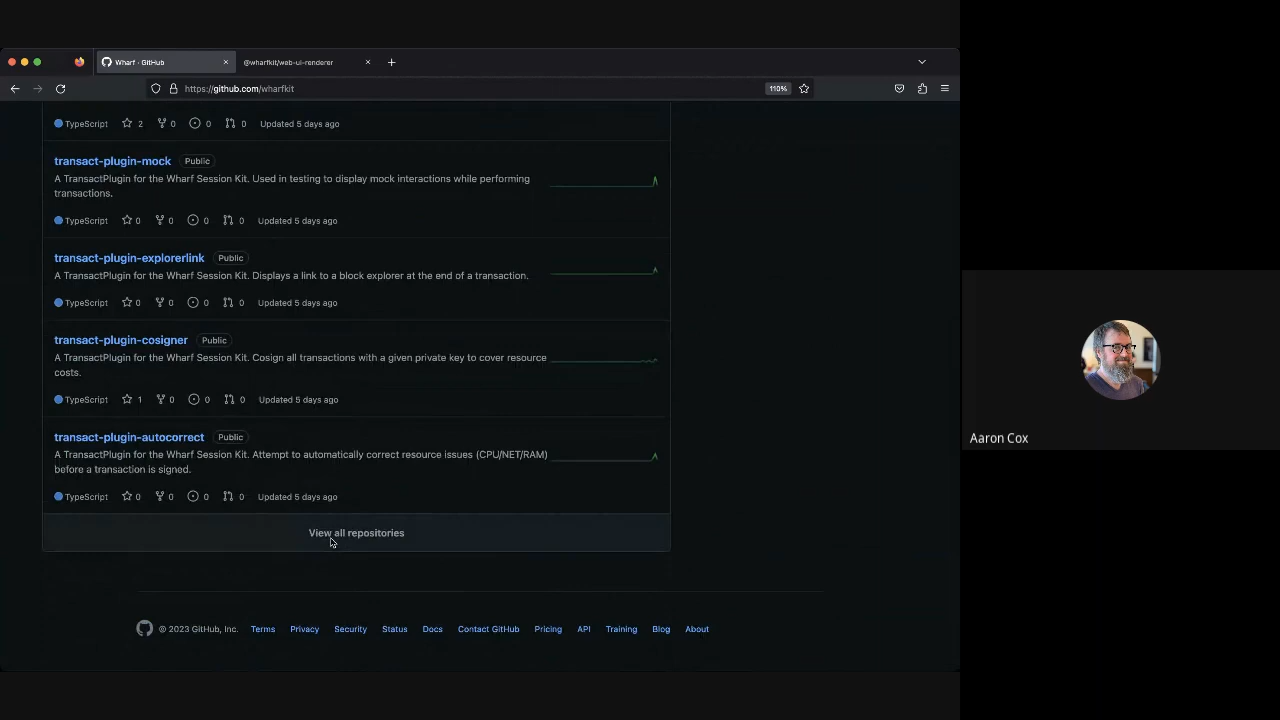 Wharf · GitHub
@wharfkit/web-ui-renderer
https://github.com/wharfkit
110%
TypeScript 2 0 0 0 Updated 5 days ago
transact-plugin-mock Public
A TransactPlugin for the Wharf Session Kit. Used in testing to display mock interactions while performing
transactions.
TypeScript 0 0 0 0 Updated 5 days ago
transact-plugin-explorerlink Public
A TransactPlugin for the Wharf Session Kit. Displays a link to a block explorer at the end of a transaction.
TypeScript 0 0 0 0 Updated 5 days ago
transact-plugin-cosigner Public
A TransactPlugin for the Wharf Session Kit. Cosign all transactions with a given private key to cover resource
costs.
TypeScript 1 0 0 0 Updated 5 days ago
transact-plugin-autocorrect Public
A TransactPlugin for the Wharf Session Kit. Attempt to automatically correct resource issues (CPU/NET/RAM)
before a transaction is signed.
TypeScript 0 0 0 0 Updated 5 days ago
View all repositories
© 2023 GitHub, Inc. Terms Privacy Security Status Docs Contact GitHub Pricing API Training Blog About
Aaron Cox